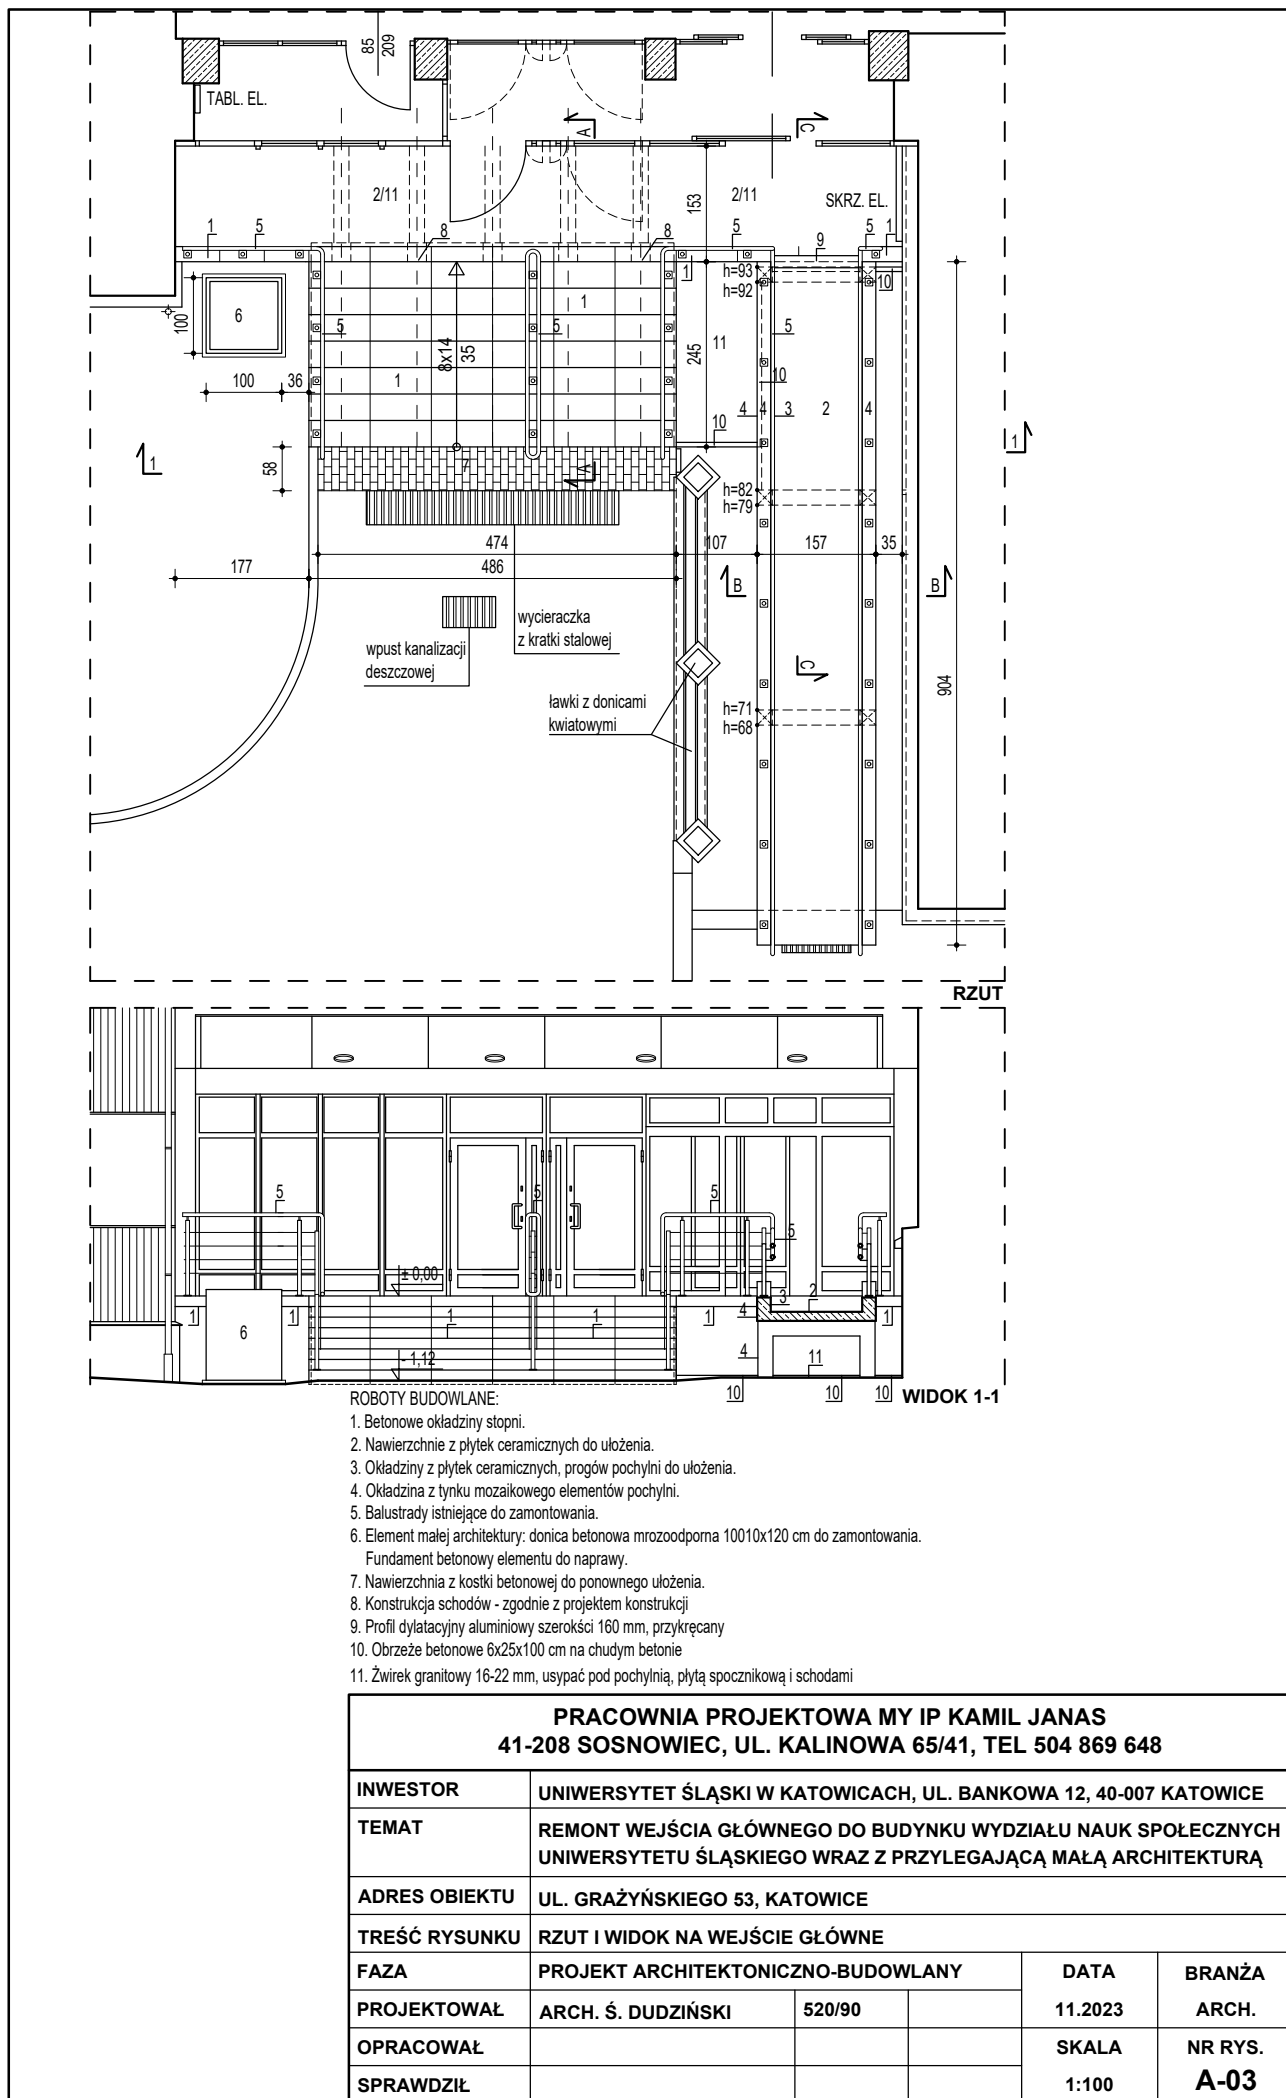 85
209
TABL. EL.
A
C
2/11
2/11
153
SKRZ. EL.
1
5
8
8
5
9
5
1
1
h=93
h=92
10
100
6
1
5
5
8x14
35
245
11
5
10
100
36
1
4
4
3
2
4
10
1
58
7
A
1
h=82
h=79
474
107
157
35
177
486
B
B
wycieraczka
z kratki stalowej
wpust kanalizacji
deszczowej
C
904
ławki z donicami
kwiatowymi
h=71
h=68
RZUT
5
5
5
5
± 0,00
3
2
1
6
1
1
1
1
4
1
- 1,12
4
11
10
10
10
WIDOK 1-1
ROBOTY BUDOWLANE:
1. Betonowe okładziny stopni.
2. Nawierzchnie z płytek ceramicznych do ułożenia.
3. Okładziny z płytek ceramicznych, progów pochylni do ułożenia.
4. Okładzina z tynku mozaikowego elementów pochylni.
5. Balustrady istniejące do zamontowania.
6. Element małej architektury: donica betonowa mrozoodporna 10010x120 cm do zamontowania.
Fundament betonowy elementu do naprawy.
7. Nawierzchnia z kostki betonowej do ponownego ułożenia.
8. Konstrukcja schodów - zgodnie z projektem konstrukcji
9. Profil dylatacyjny aluminiowy szerokści 160 mm, przykręcany
10. Obrzeże betonowe 6x25x100 cm na chudym betonie
11. Żwirek granitowy 16-22 mm, usypać pod pochylnią, płytą spocznikową i schodami
PRACOWNIA PROJEKTOWA MY IP KAMIL JANAS
41-208 SOSNOWIEC, UL. KALINOWA 65/41, TEL 504 869 648
INWESTOR UNIWERSYTET ŚLĄSKI W KATOWICACH, UL. BANKOWA 12, 40-007 KATOWICE
TEMAT REMONT WEJŚCIA GŁÓWNEGO DO BUDYNKU WYDZIAŁU NAUK SPOŁECZNYCH
UNIWERSYTETU ŚLĄSKIEGO WRAZ Z PRZYLEGAJĄCĄ MAŁĄ ARCHITEKTURĄ
ADRES OBIEKTU UL. GRAŻYŃSKIEGO 53, KATOWICE
TREŚĆ RYSUNKU RZUT I WIDOK NA WEJŚCIE GŁÓWNE
FAZA PROJEKT ARCHITEKTONICZNO-BUDOWLANY DATA BRANŻA
PROJEKTOWAŁ ARCH. Ś. DUDZIŃSKI 520/90 11.2023 ARCH.
OPRACOWAŁ SKALA NR RYS.
SPRAWDZIŁ 1:100 A-03